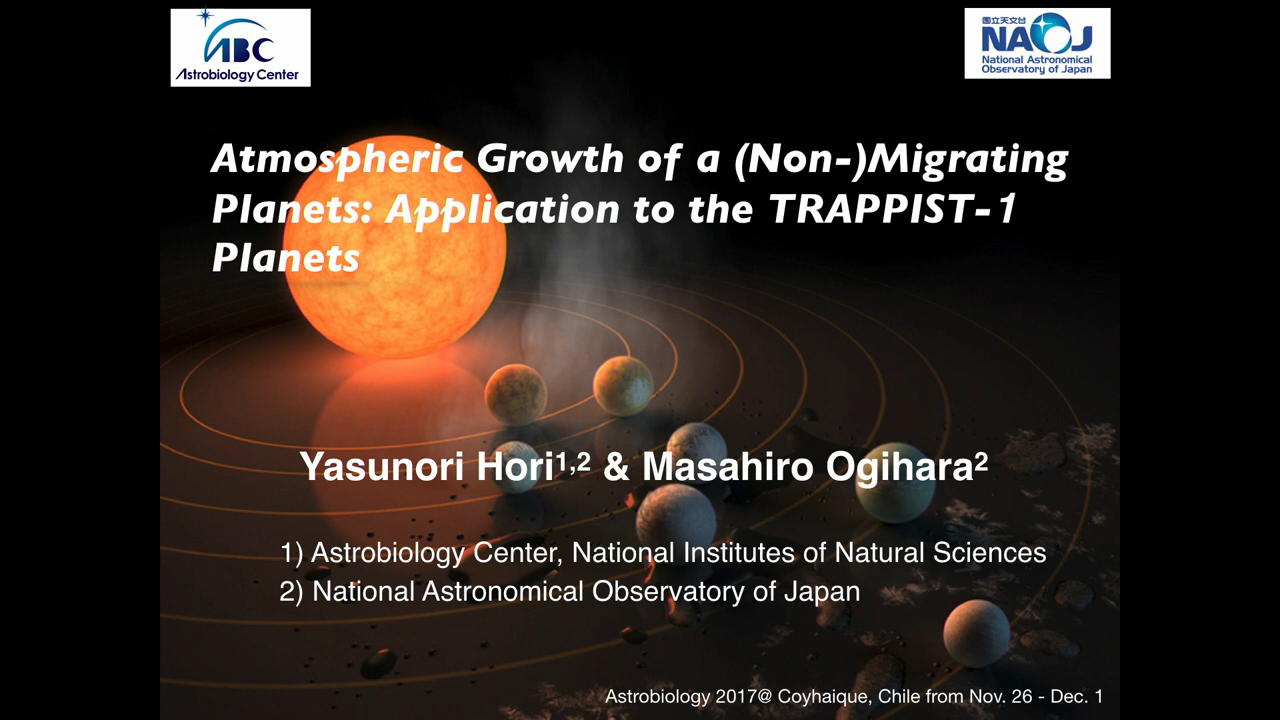 ABC
Astrobiology Center
国立天文台
NAOJ
National Astronomical
Observatory of Japan
Atmospheric Growth of a (Non-)Migrating
Planets: Application to the TRAPPIST-1
Planets
Yasunori Hori1,2 & Masahiro Ogihara2
1) Astrobiology Center, National Institutes of Natural Sciences
2) National Astronomical Observatory of Japan
Astrobiology 2017@ Coyhaique, Chile from Nov. 26 - Dec. 1